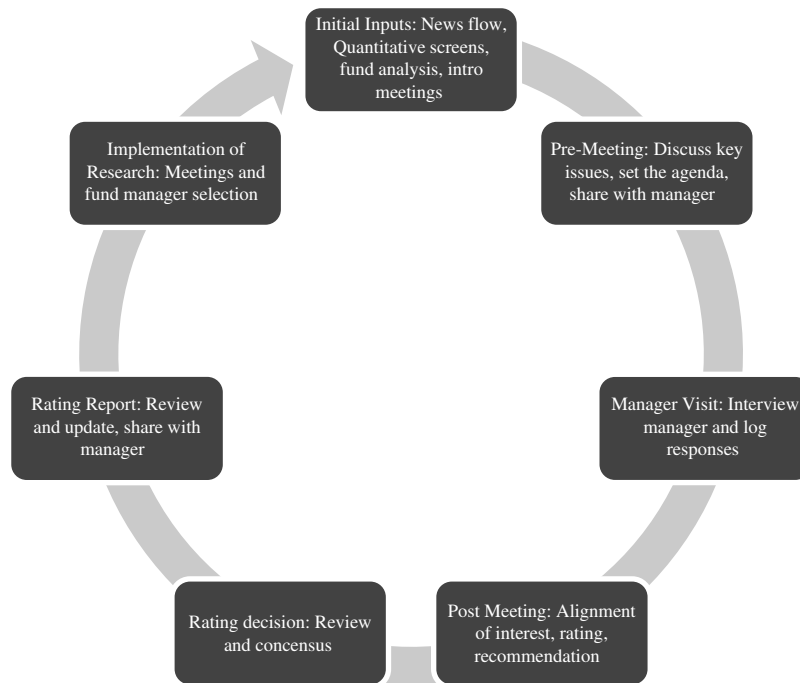 Initial Inputs: News flow,
Quantitative screens,
fund analysis, intro
meetings
Pre-Meeting: Discuss key
issues, set the agenda,
share with manager
Manager Visit: Interview
manager and log
responses
Post Meeting: Alignment
of interest, rating,
recommendation
Rating decision: Review
and concensus
Rating Report: Review
and update, share with
manager
Implementation of
Research: Meetings and
fund manager selection